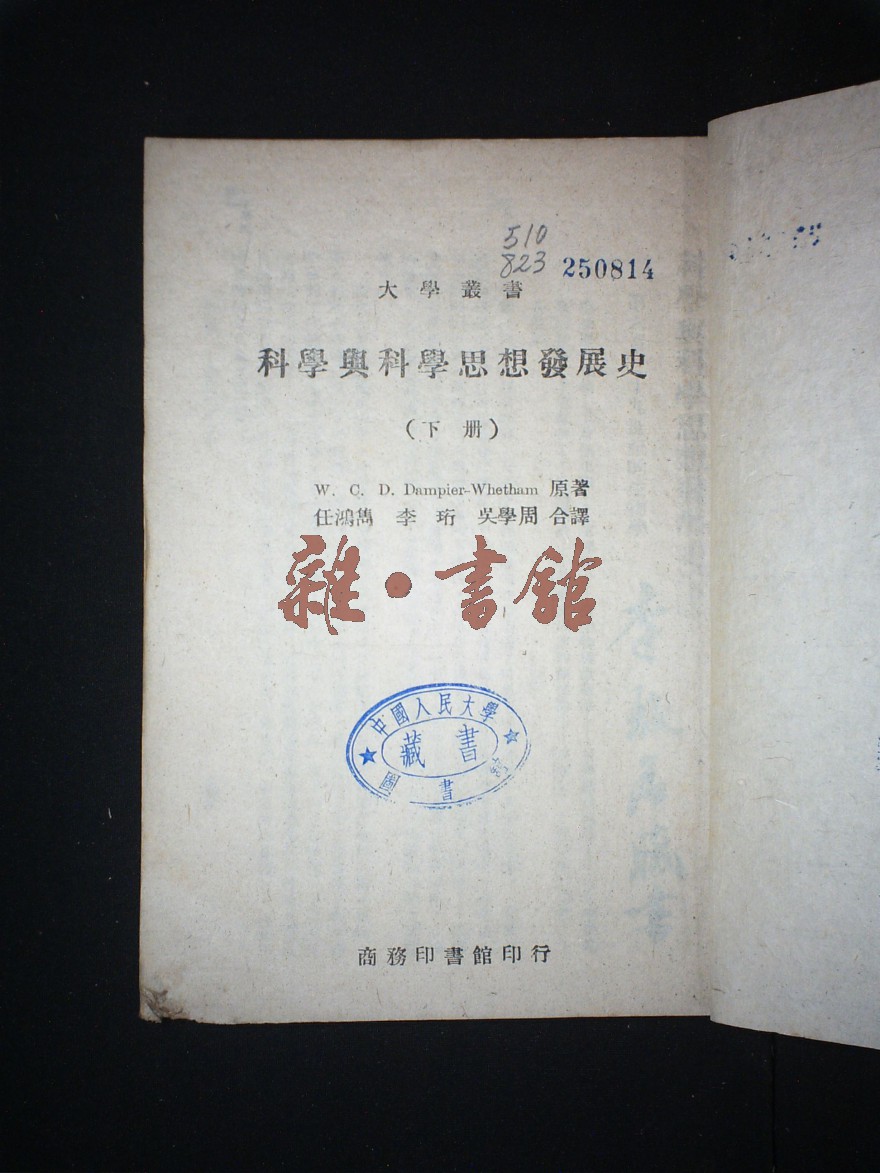 510
823 250814
大學叢書
科學與科學思想發展史
（下册）
W. C. D. Dampier-Whetham 原著
任鴻雋 李珩 吳學周 合譯
雜·書館
中國人民大學
藏書
圖書館
商務印書館印行